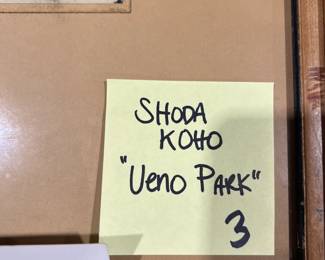 SHODA
KOHO
"Ueno PARK"
3